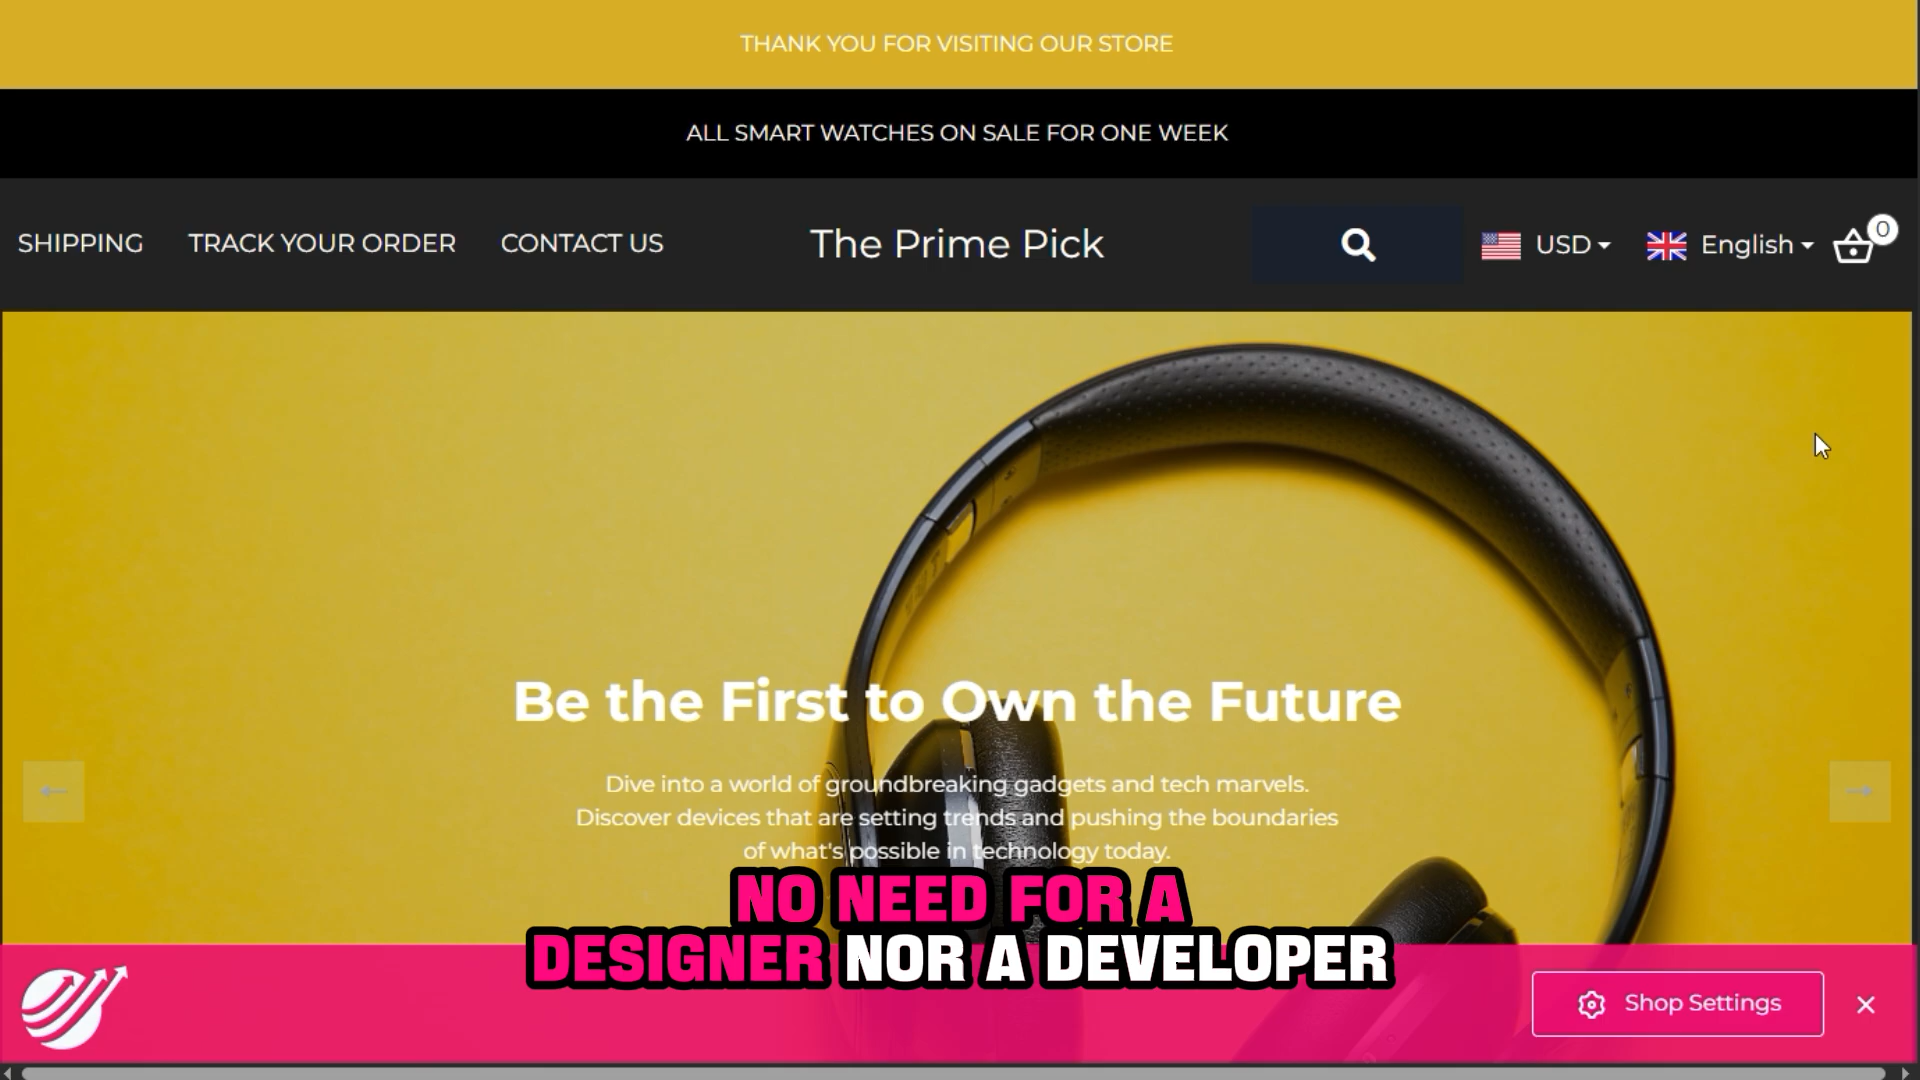 THANK YOU FOR VISITING OUR STORE
ALL SMART WATCHES ON SALE FOR ONE WEEK
SHIPPING TRACK YOUR ORDER CONTACT US The Prime Pick USD English 0
Be the First to Own the Future
Dive into a world of groundbreaking gadgets and tech marvels.
Discover devices that are setting trends and pushing the boundaries
of what's possible in technology today.
NO NEED FOR A
DESIGNER NOR A DEVELOPER
Shop Settings